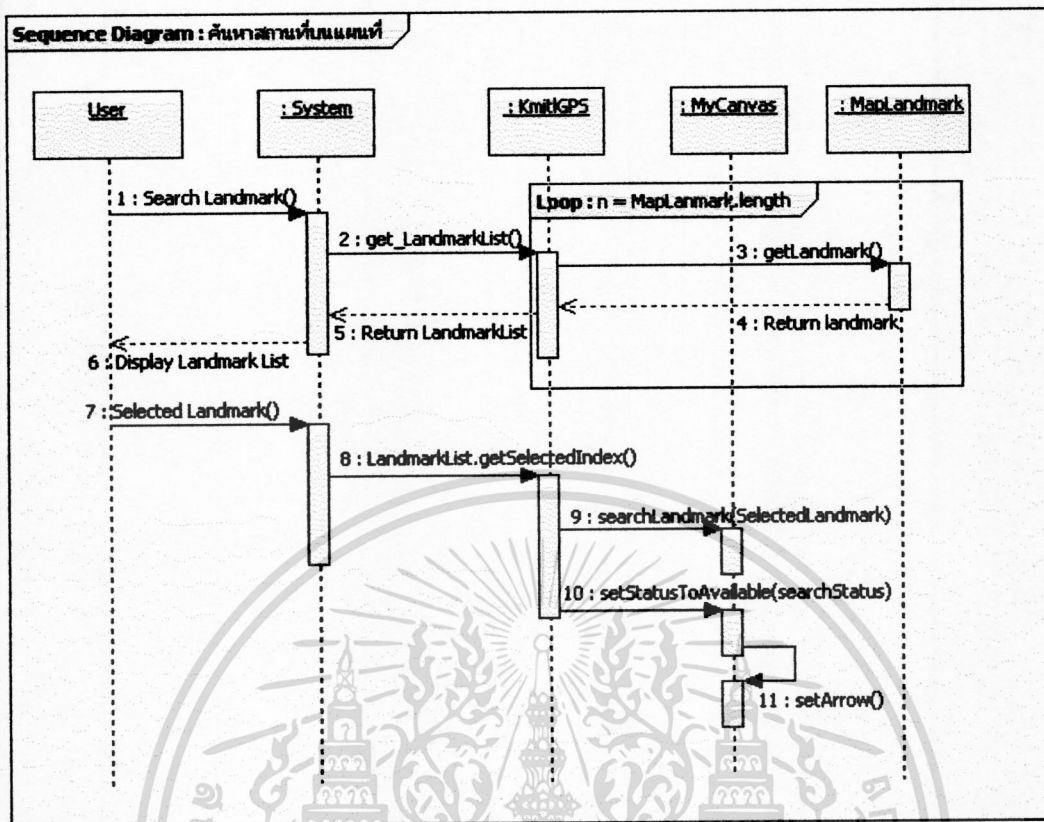 Sequence Diagram : ค้นหาสถานที่บนแผนที่
User
: System
: KmitlGPS
: MyCanvas
: MapLandmark
1 : Search Landmark()
Loop : n = MapLanmark.length
2 : get_LandmarkList()
3 : getLandmark()
4 : Return landmark
5 : Return LandmarkList
6 : Display Landmark List
7 : Selected Landmark()
8 : LandmarkList.getSelectedIndex()
9 : searchLandmark(SelectedLandmark)
10 : setStatusToAvailable(searchStatus)
11 : setArrow()